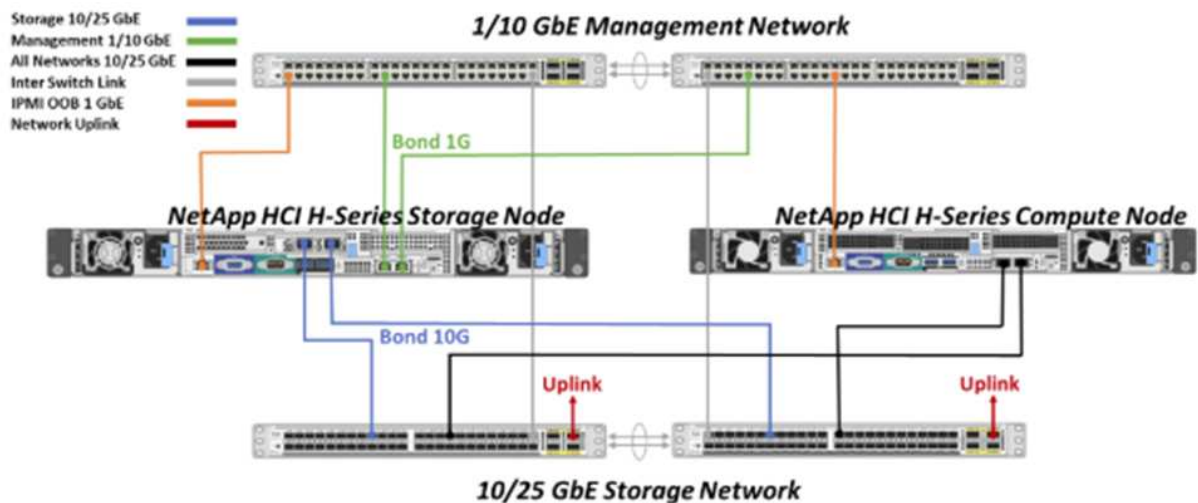 Storage 10/25 GbE
Management 1/10 GbE
All Networks 10/25 GbE
Inter Switch Link
IPMI OOB 1 GbE
Network Uplink
1/10 GbE Management Network
Bond 1G
NetApp HCI H-Series Storage Node
NetApp HCI H-Series Compute Node
Bond 10G
Uplink
Uplink
10/25 GbE Storage Network